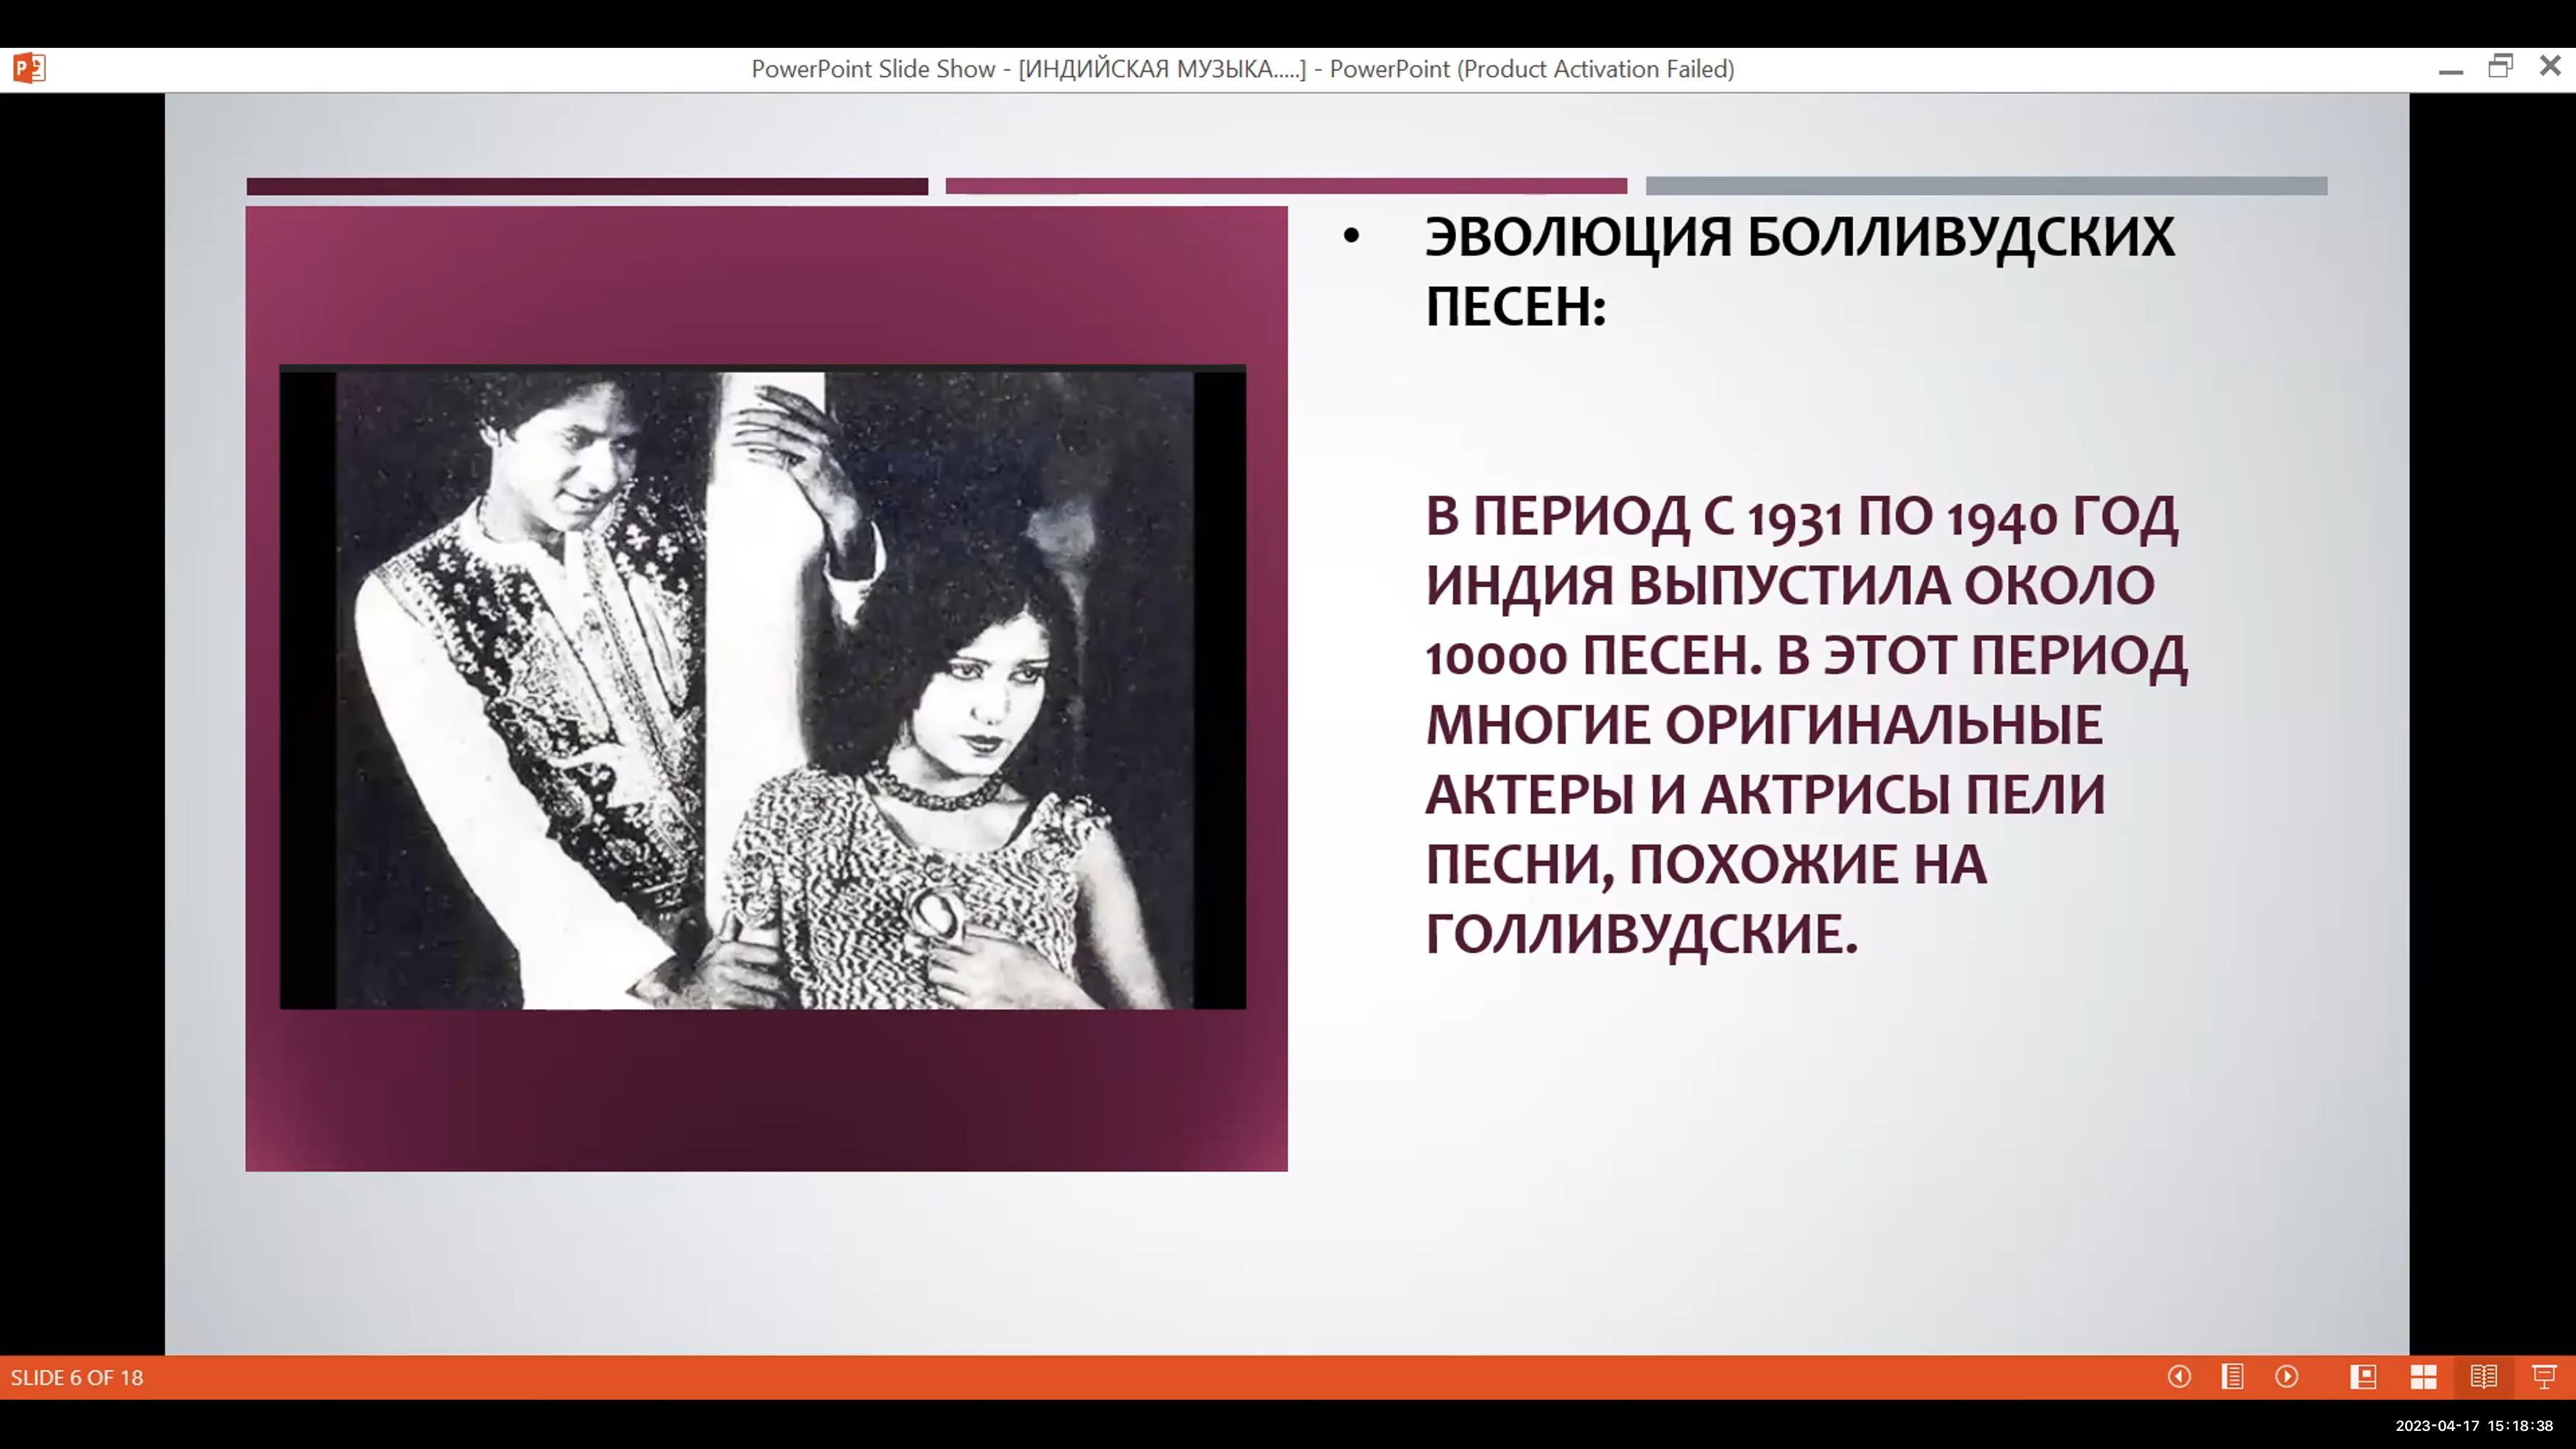 PowerPoint Slide Show - [ИНДИЙСКАЯ МУЗЫКА.....] - PowerPoint (Product Activation Failed)
• ЭВОЛЮЦИЯ БОЛЛИВУДСКИХ
ПЕСЕН:
В ПЕРИОД С 1931 ПО 1940 ГОД
ИНДИЯ ВЫПУСТИЛА ОКОЛО
10000 ПЕСЕН. В ЭТОТ ПЕРИОД
МНОГИЕ ОРИГИНАЛЬНЫЕ
АКТЕРЫ И АКТРИСЫ ПЕЛИ
ПЕСНИ, ПОХОЖИЕ НА
ГОЛЛИВУДСКИЕ.
SLIDE 6 OF 18
2023-04-17 15:18:38